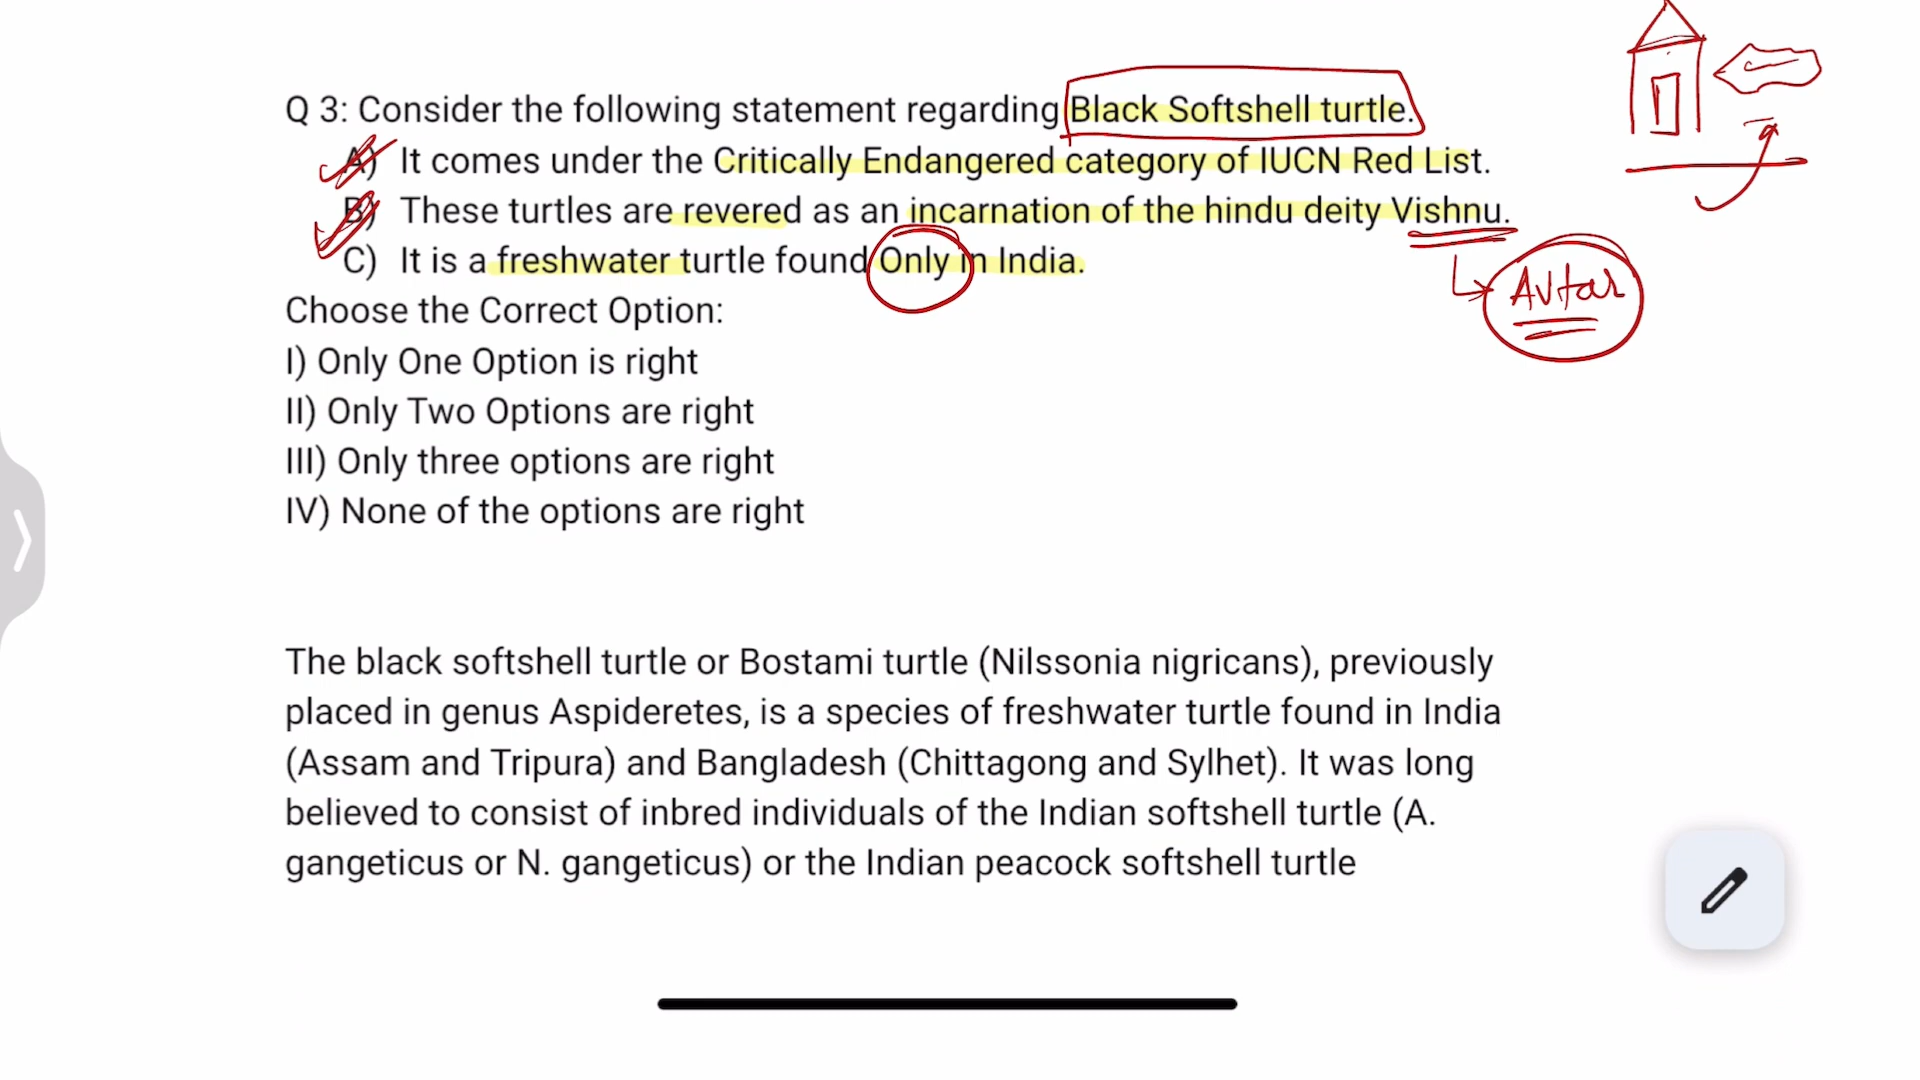 Q 3: Consider the following statement regarding Black Softshell turtle.
A) It comes under the Critically Endangered category of IUCN Red List.
B) These turtles are revered as an incarnation of the hindu deity Vishnu.
C) It is a freshwater turtle found Only in India.
Avtar
Choose the Correct Option:
I) Only One Option is right
II) Only Two Options are right
III) Only three options are right
IV) None of the options are right
The black softshell turtle or Bostami turtle (Nilssonia nigricans), previously
placed in genus Aspideretes, is a species of freshwater turtle found in India
(Assam and Tripura) and Bangladesh (Chittagong and Sylhet). It was long
believed to consist of inbred individuals of the Indian softshell turtle (A.
gangeticus or N. gangeticus) or the Indian peacock softshell turtle